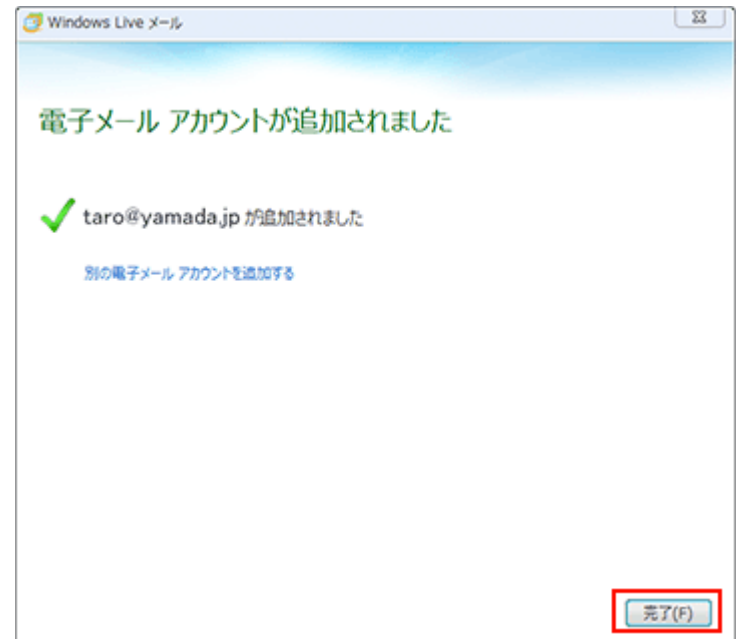 Windows Live メール
電子メール アカウントが追加されました
taro@yamada.jp が追加されました
別の電子メール アカウントを追加する
完了(F)